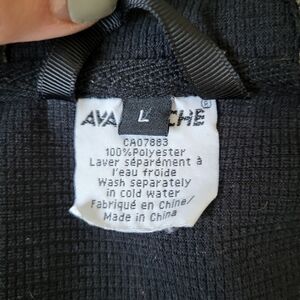 AVA L CHE ®
CA07883
100%Polyester
Laver séparément à
l'eau froide
Wash separately
in cold water
Fabriqué en Chine/
Made in China